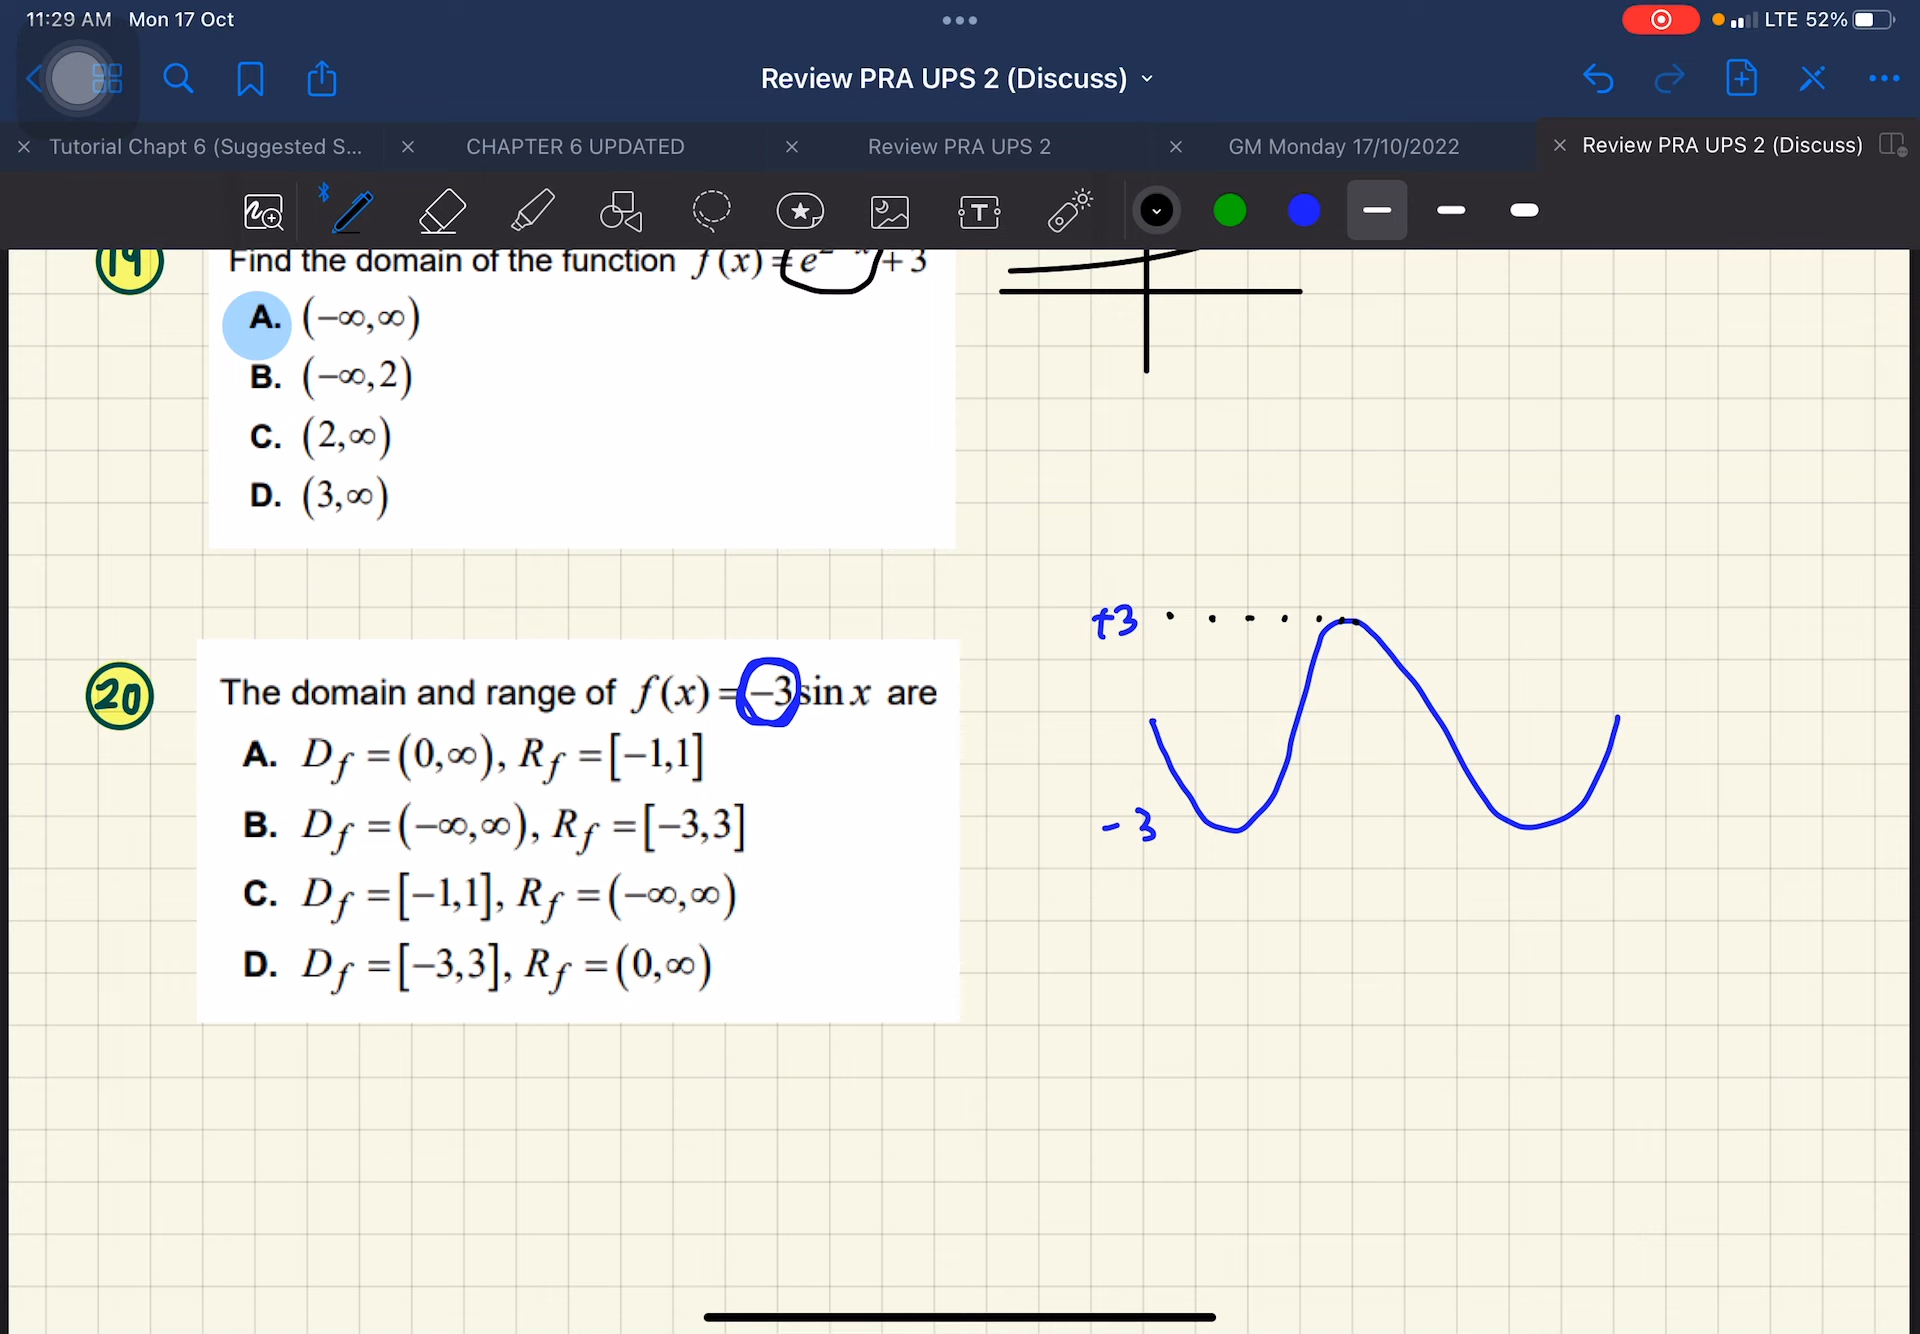 11:29 AM Mon 17 Oct
LTE 52%
Review PRA UPS 2 (Discuss)
Tutorial Chapt 6 (Suggested S...
CHAPTER 6 UPDATED
Review PRA UPS 2
GM Monday 17/10/2022
Review PRA UPS 2 (Discuss)
T
19 Find the domain of the function f(x)=e^{2-x}+3
A. (−∞,∞)
B. (−∞,2)
C. (2,∞)
D. (3,∞)
+3
20 The domain and range of f(x)=−3sin x are
A. D_f=(0,∞), R_f=[−1,1]
B. D_f=(−∞,∞), R_f=[−3,3]
-3
C. D_f=[−1,1], R_f=(−∞,∞)
D. D_f=[−3,3], R_f=(0,∞)